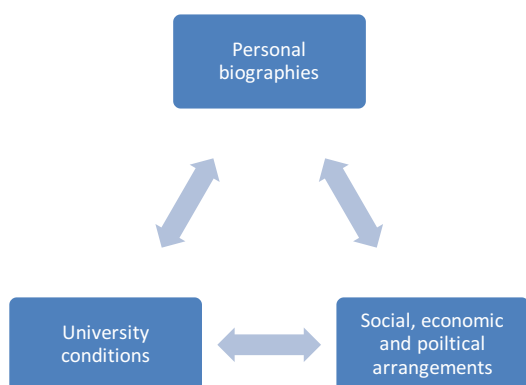 Personal
biographies
University
conditions
Social, economic
and poiltical
arrangements